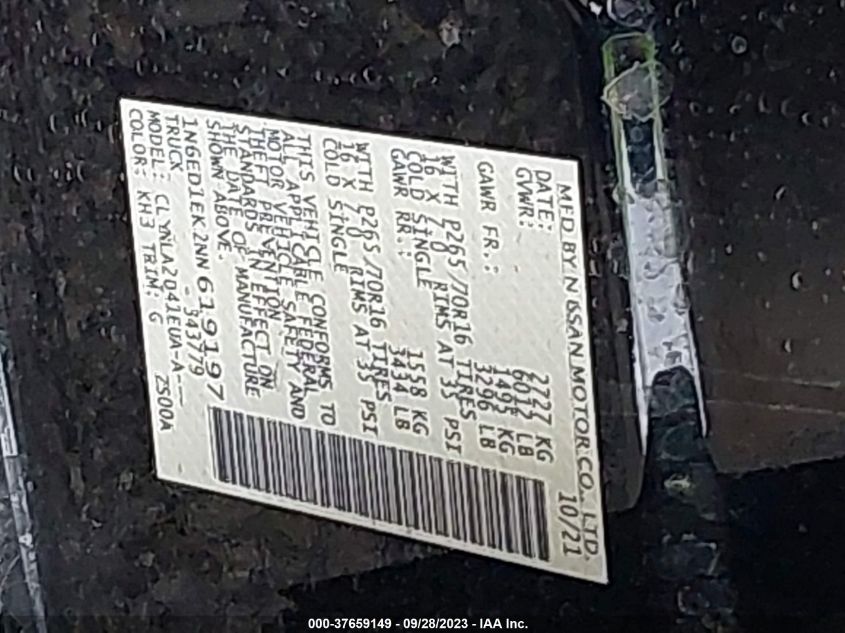 MFD BY NISSAN MOTOR CO., LTD.
DATE: 10/21
GVWR: 2727 KG
6012 LB
GAWR FR.: 1495 KG
3296 LB
WITH P265/70R16 TIRES
16 X 7.0 RIMS AT 35 PSI
COLD SINGLE
GAWR RR.: 1558 KG
3434 LB
WITH P265/70R16 TIRES
16 X 7.0 RIMS AT 35 PSI
COLD SINGLE
THIS VEHICLE CONFORMS TO
ALL APPLICABLE FEDERAL
MOTOR VEHICLE SAFETY AND
THEFT PREVENTION
STANDARDS IN EFFECT ON
THE DATE OF MANUFACTURE
SHOWN ABOVE.
1N6ED1EK2NN619197
TRUCK - 343779
MODEL: CLYNLA2D41EUA-A---
COLOR: KH3 TRIM: G Z500A
000-37659149 - 09/28/2023 - IAA Inc.